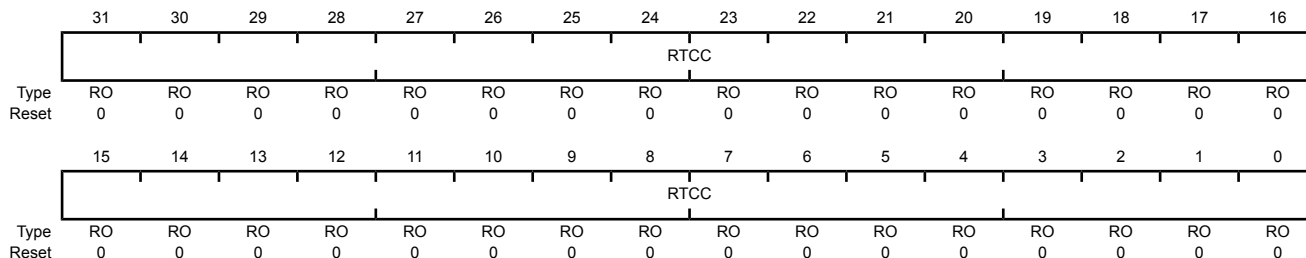 31 30 29 28 27 26 25 24 23 22 21 20 19 18 17 16
RTCC
Type RO RO RO RO RO RO RO RO RO RO RO RO RO RO RO RO
Reset 0 0 0 0 0 0 0 0 0 0 0 0 0 0 0 0
15 14 13 12 11 10 9 8 7 6 5 4 3 2 1 0
RTCC
Type RO RO RO RO RO RO RO RO RO RO RO RO RO RO RO RO
Reset 0 0 0 0 0 0 0 0 0 0 0 0 0 0 0 0